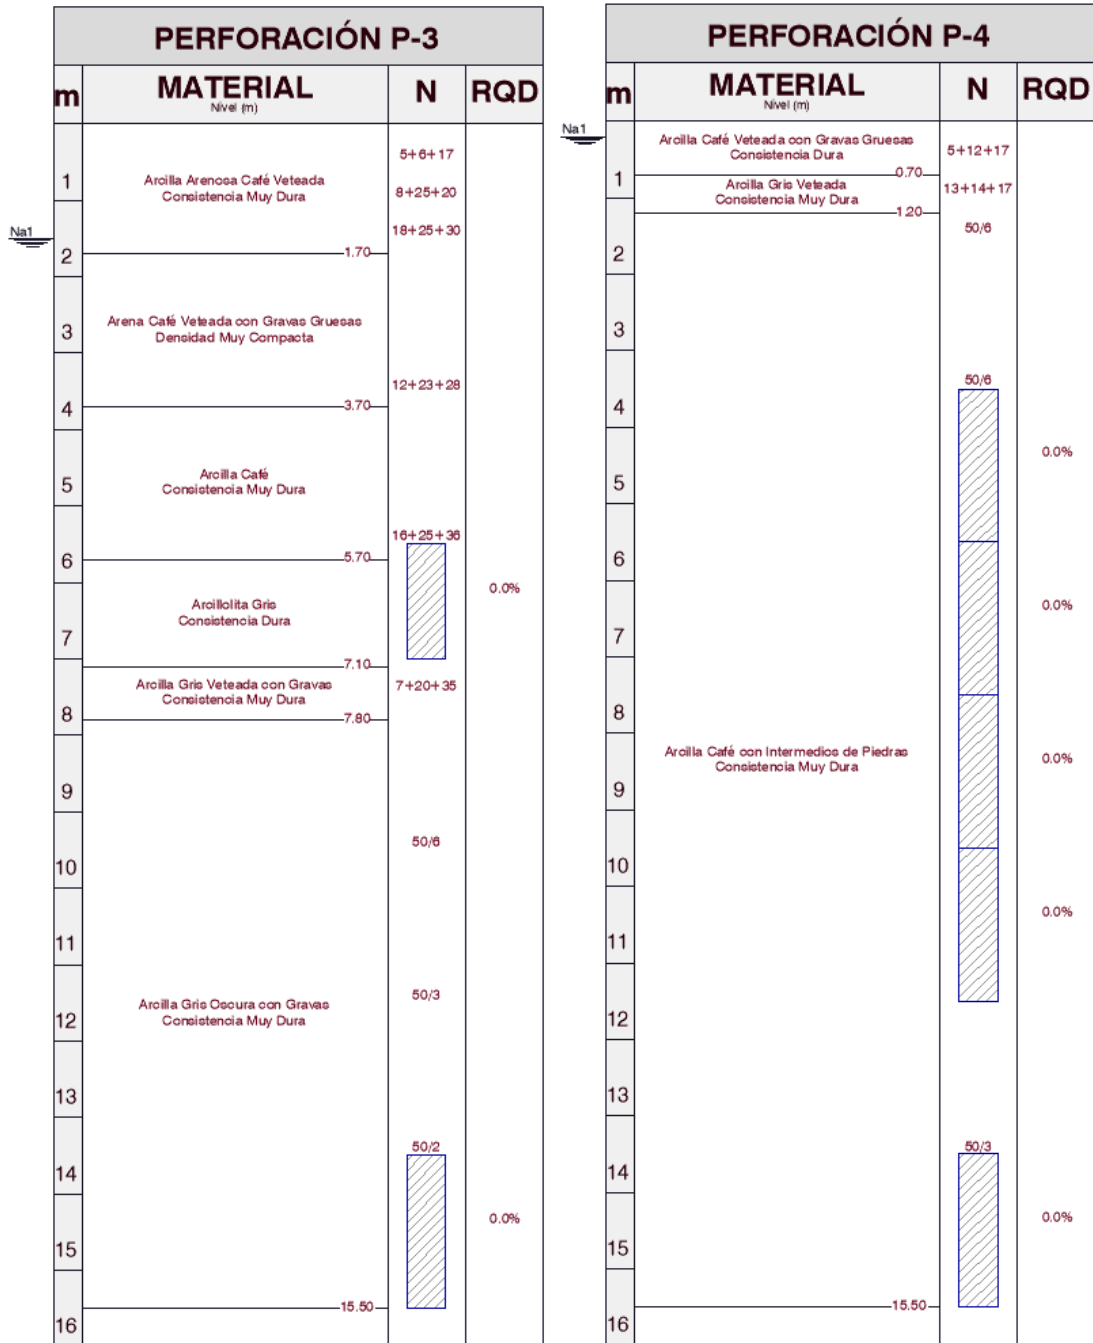 PERFORACIÓN P-3
m MATERIAL N RQD
Nivel (m)
5+6+17
1 Arcilla Arenosa Café Veteada
Consistencia Muy Dura
8+25+20
18+25+30
Na1
2 1.70
3 Arena Café Veteada con Gravas Gruesas
Densidad Muy Compacta
12+23+28
4 3.70
5 Arcilla Café
Consistencia Muy Dura
16+25+36
6 5.70
0.0%
Arcillolita Gris
Consistencia Dura
7
7.10
Arcilla Gris Veteada con Gravas
Consistencia Muy Dura
7+20+35
8 7.80
9
50/6
10
11
50/3
Arcilla Gris Oscura con Gravas
Consistencia Muy Dura
12
13
50/2
14
0.0%
15
15.50
16
PERFORACIÓN P-4
m MATERIAL N RQD
Nivel (m)
Na1
Arcilla Café Veteada con Gravas Gruesas
Consistencia Dura
5+12+17
0.70
1 Arcilla Gris Veteada
Consistencia Muy Dura
13+14+17
1.20
50/6
2
3
50/6
4
0.0%
5
6
0.0%
7
8
Arcilla Café con Intermedios de Piedras
Consistencia Muy Dura
0.0%
9
10
0.0%
11
12
13
50/3
14
0.0%
15
15.50
16